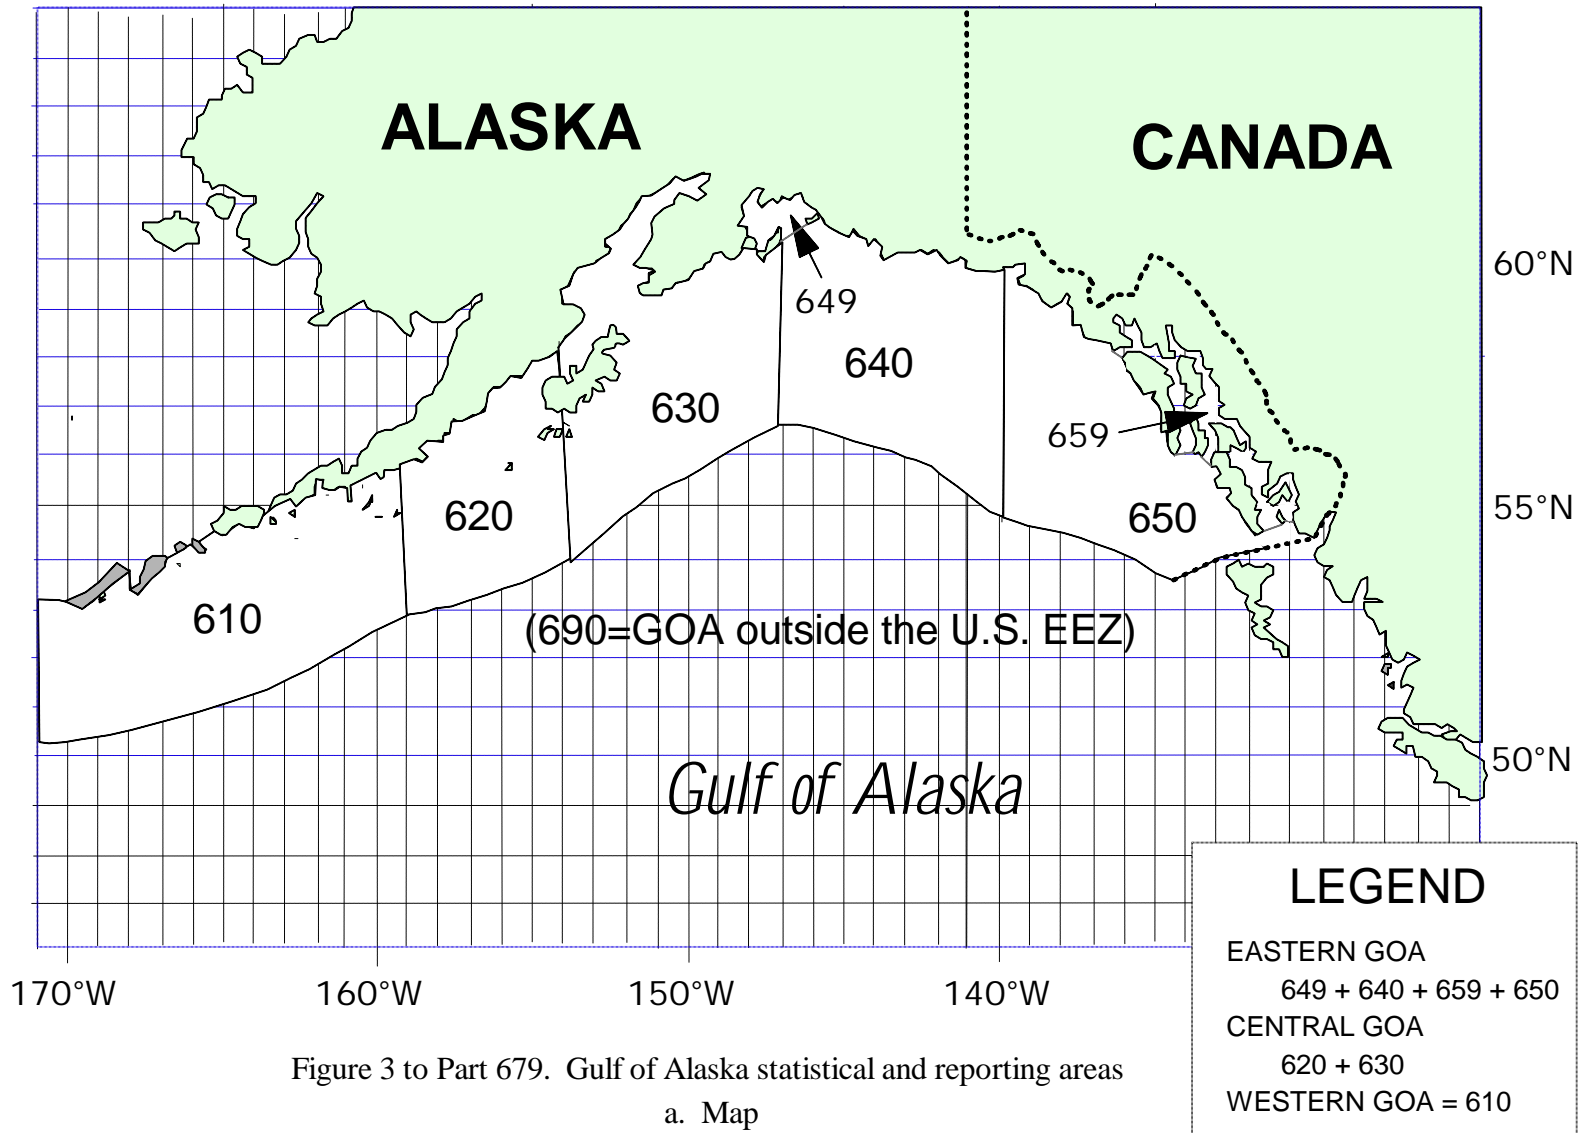 ALASKA
CANADA
60°N
649
640
630
659
620
650
55°N
610
(690=GOA outside the U.S. EEZ)
50°N
Gulf of Alaska
LEGEND
EASTERN GOA
649 + 640 + 659 + 650
CENTRAL GOA
620 + 630
WESTERN GOA = 610
170°W
160°W
150°W
140°W
Figure 3 to Part 679. Gulf of Alaska statistical and reporting areas
a. Map